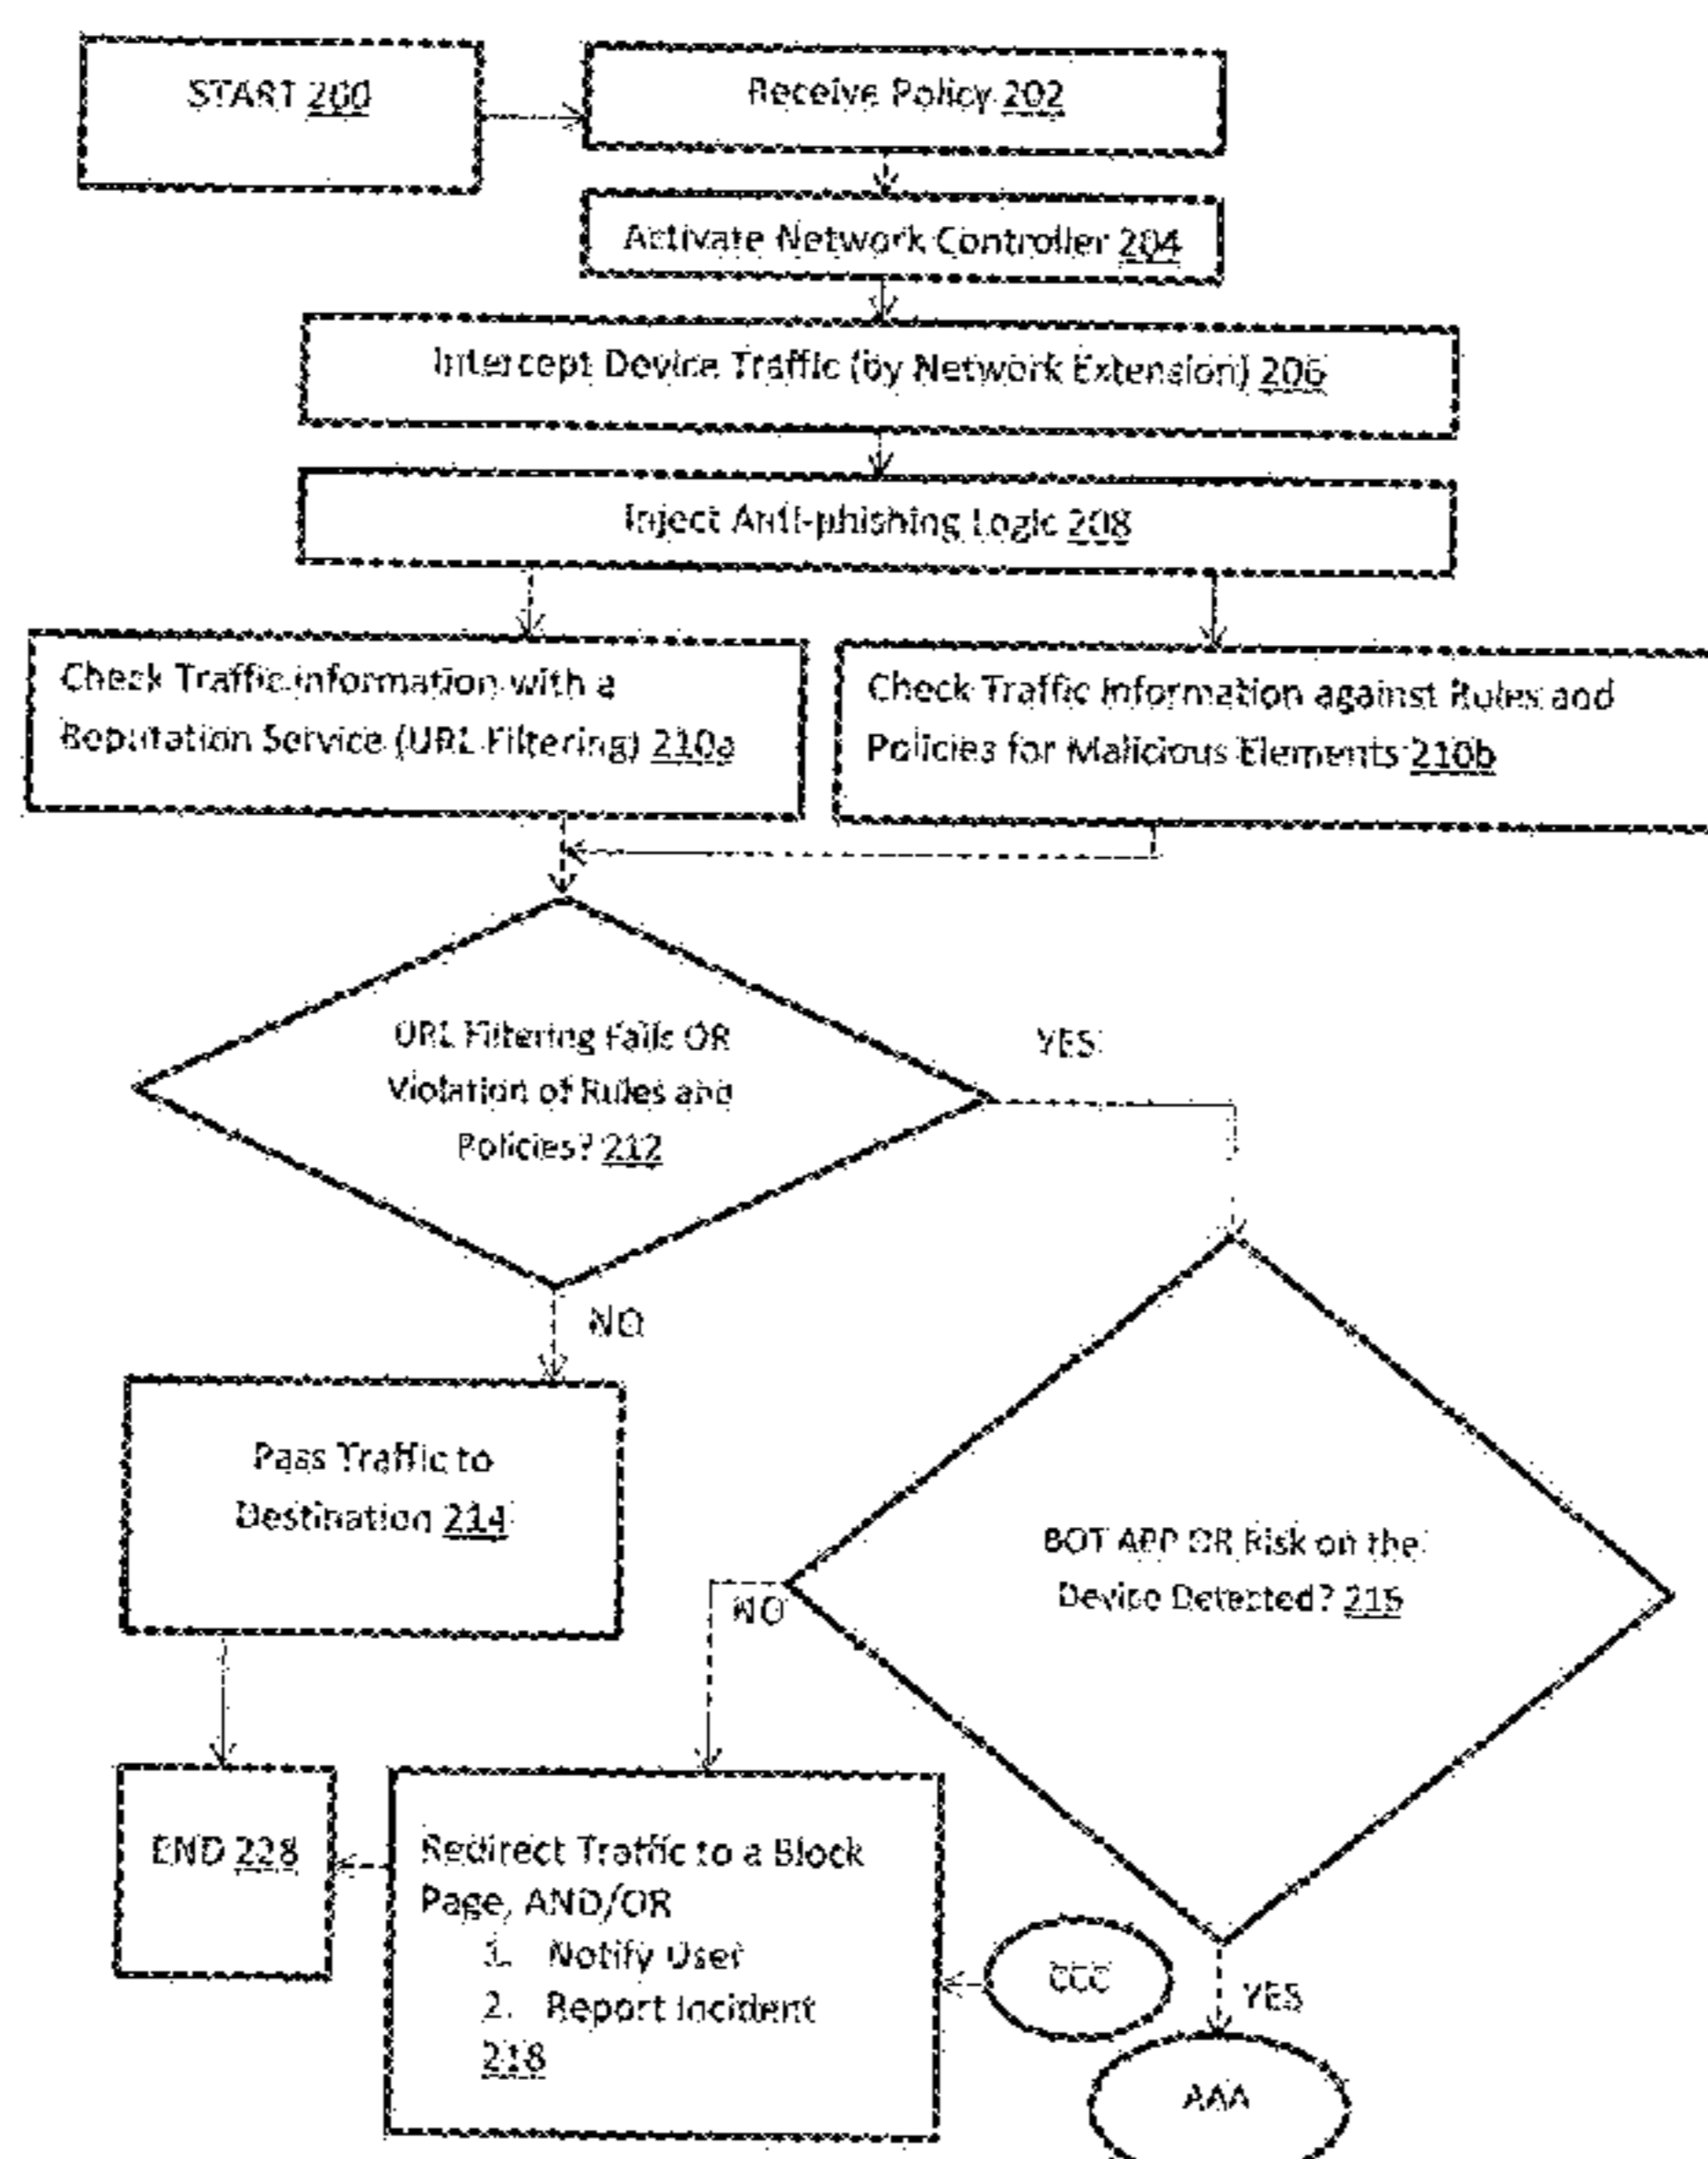 START 200
Receive Policy 202
Activate Network Controller 204
Intercept Device Traffic (by Network Extension) 206
Inject Anti-phishing Logic 208
Check Traffic information with a
Reputation Service (URL Filtering) 210a
Check Traffic Information against Rules and
Policies for Malicious Elements 210b
URL Filtering Fails OR
Violation of Rules and
Policies? 212
YES
NO
Pass Traffic to
Destination 214
BOT APP OR Risk on the
Device Detected? 216
NO
END 228
Redirect Traffic to a Block
Page, AND/OR
1. Notify User
2. Report Incident
218
CCC
YES
AAA